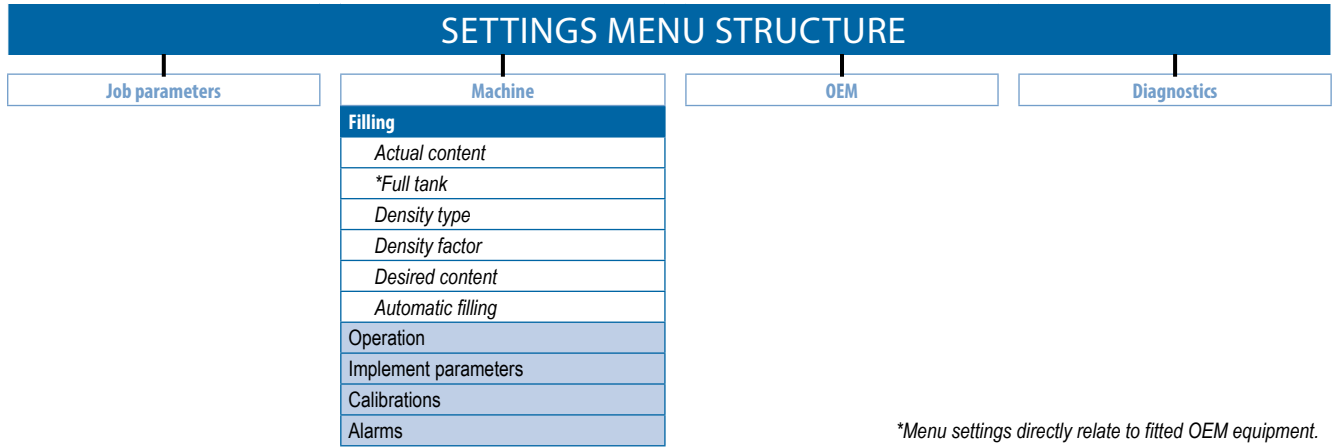 SETTINGS MENU STRUCTURE
Job parameters
Machine
OEM
Diagnostics
Filling
Actual content
*Full tank
Density type
Density factor
Desired content
Automatic filling
Operation
Implement parameters
Calibrations
Alarms
*Menu settings directly relate to fitted OEM equipment.